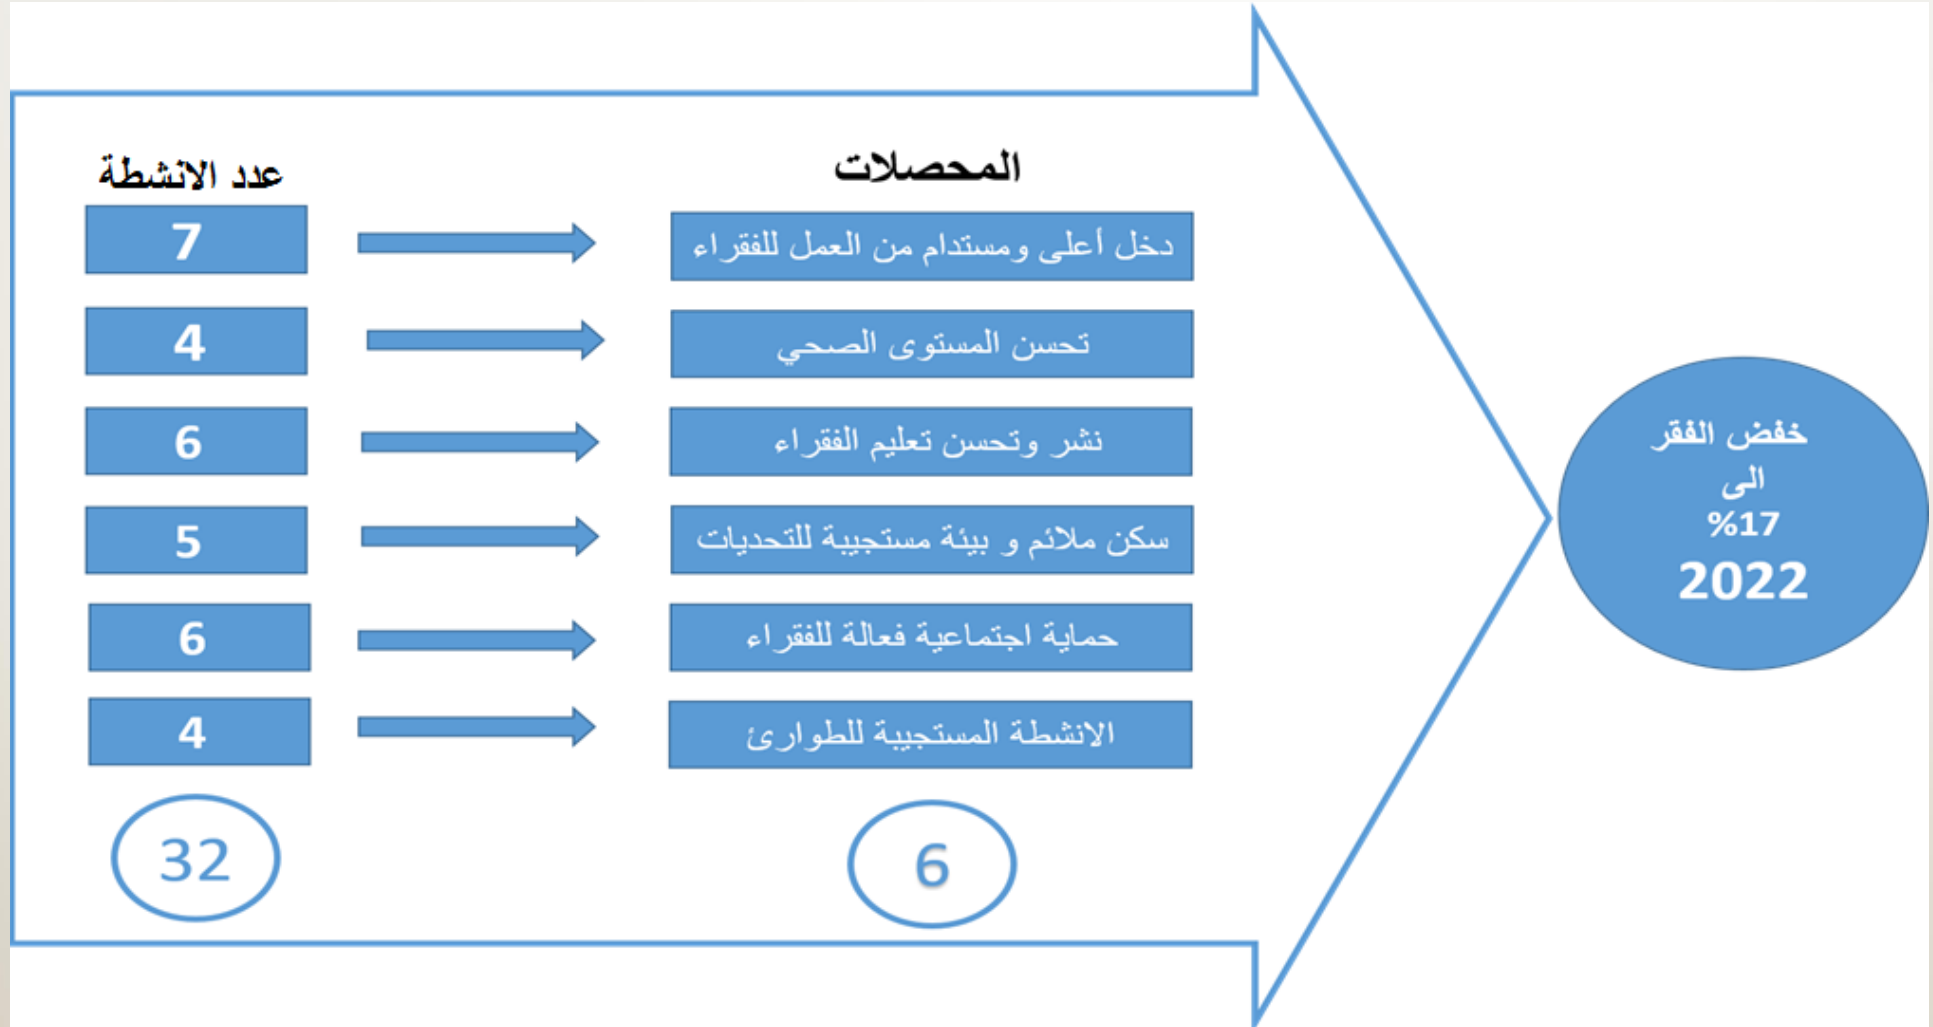 المحصلات
عدد الانشطة
دخل أعلى ومستدام من العمل للفقراء
7
تحسن المستوى الصحي
4
نشر وتحسن تعليم الفقراء
6
سكن ملائم و بيئة مستجيبة للتحديات
5
حماية اجتماعية فعالة للفقراء
6
الانشطة المستجيبة للطوارئ
4
6
32
خفض الفقر
الى
%17
2022